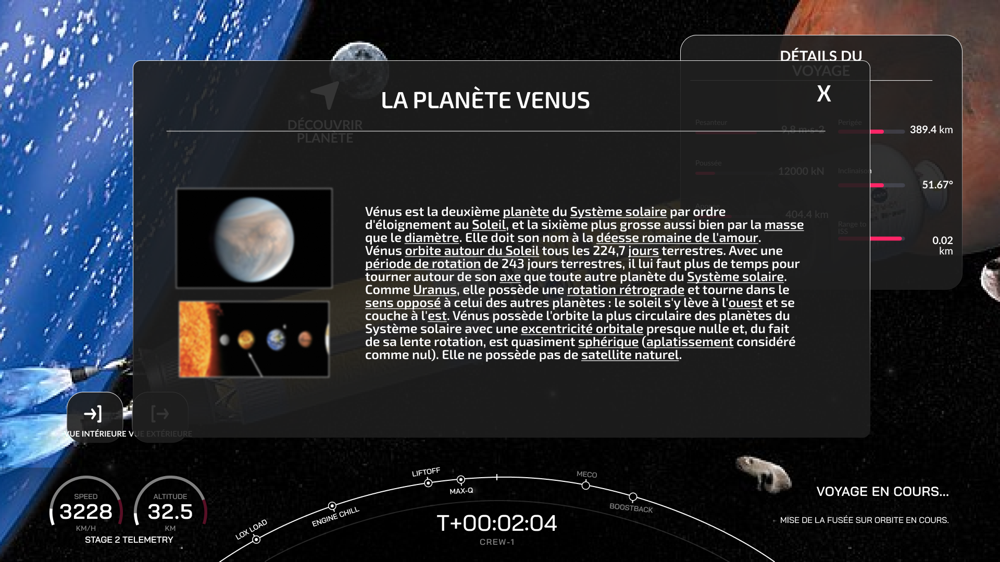 DÉTAILS DU
VOYAGE
LA PLANÈTE VENUS
X
DÉCOUVRIR
PLANÈTE
Pesanteur
9,8 m-s-2
Perigée
389.4 km
Poussée
12000 kN
Inclinaison
51.67°
Apogée
404.4 km
Range to
ISS
0.02
km
Vénus est la deuxième planète du Système solaire par ordre
d'éloignement au Soleil, et la sixième plus grosse aussi bien par la masse
que le diamètre. Elle doit son nom à la déesse romaine de l'amour.
Vénus orbite autour du Soleil tous les 224,7 jours terrestres. Avec une
période de rotation de 243 jours terrestres, il lui faut plus de temps pour
tourner autour de son axe que toute autre planète du Système solaire.
Comme Uranus, elle possède une rotation rétrograde et tourne dans le
sens opposé à celui des autres planètes : le soleil s'y lève à l'ouest et se
couche à l'est. Vénus possède l'orbite la plus circulaire des planètes du
Système solaire avec une excentricité orbitale presque nulle et, du fait
de sa lente rotation, est quasiment sphérique (aplatissement considéré
comme nul). Elle ne possède pas de satellite naturel.
VUE INTÉRIEURE
VUE EXTÉRIEURE
SPEED
3228
KM/H
ALTITUDE
32.5
KM
STAGE 2 TELEMETRY
LOX LOAD
ENGINE CHILL
LIFTOFF
MAX-Q
MECO
BOOSTBACK
T+00:02:04
CREW-1
VOYAGE EN COURS...
MISE DE LA FUSÉE SUR ORBITE EN COURS.